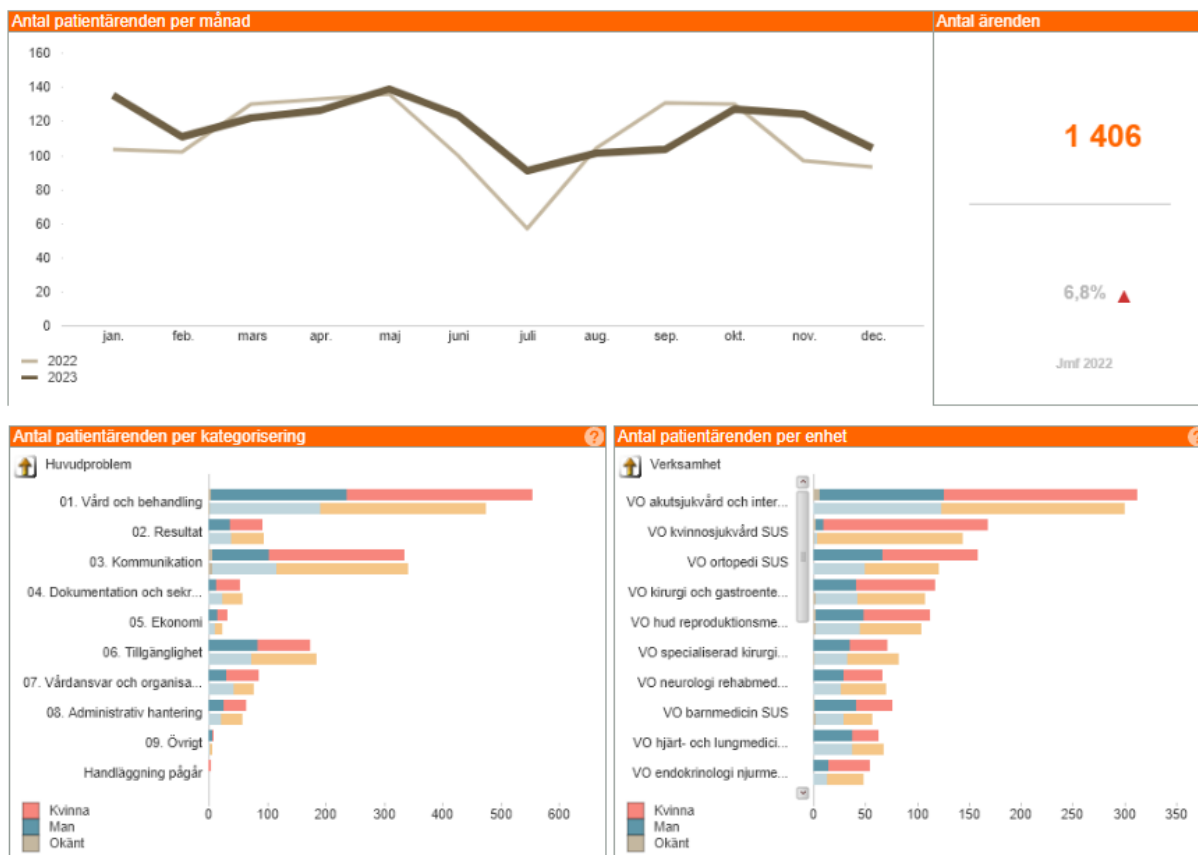 Antal patientärenden per månad
160
140
120
100
80
60
40
20
0
jan. feb. mars apr. maj juni juli aug. sep. okt. nov. dec.
2022
2023
Antal ärenden
1 406
6,8%
Jmf 2022
Antal patientärenden per kategorisering ?
Huvudproblem
01. Vård och behandling
02. Resultat
03. Kommunikation
04. Dokumentation och sekr...
05. Ekonomi
06. Tillgänglighet
07. Vårdansvar och organisa...
08. Administrativ hantering
09. Övrigt
Handläggning pågår
0 100 200 300 400 500 600
Kvinna
Man
Okänt
Antal patientärenden per enhet ?
Verksamhet
VO akutsjukvård och inter...
VO kvinnosjukvård SUS
VO ortopedi SUS
VO kirurgi och gastroente...
VO hud reproduktionsme...
VO specialiserad kirurgi...
VO neurologi rehabmed...
VO barnmedicin SUS
VO hjärt- och lungmedici...
VO endokrinologi njurme...
0 50 100 150 200 250 300 350
Kvinna
Man
Okänt